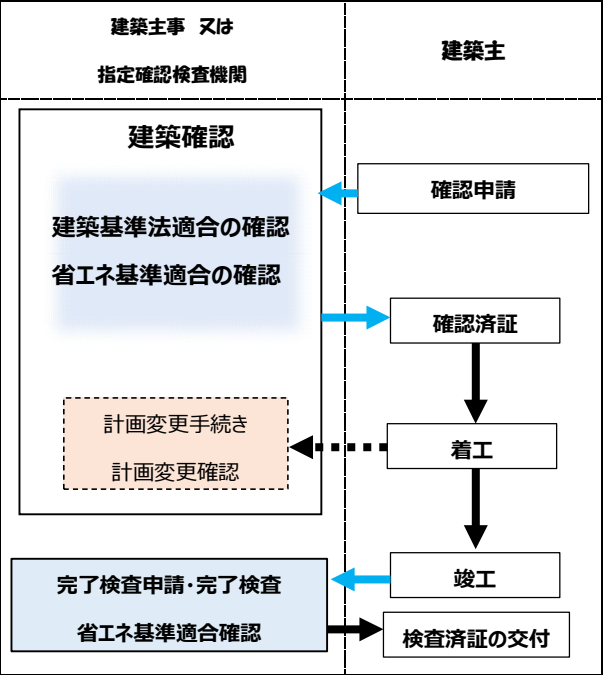 建築主事 又は
指定確認検査機関
建築主
建築確認
確認申請
建築基準法適合の確認
省エネ基準適合の確認
確認済証
計画変更手続き
計画変更確認
着工
完了検査申請・完了検査
省エネ基準適合確認
竣工
検査済証の交付